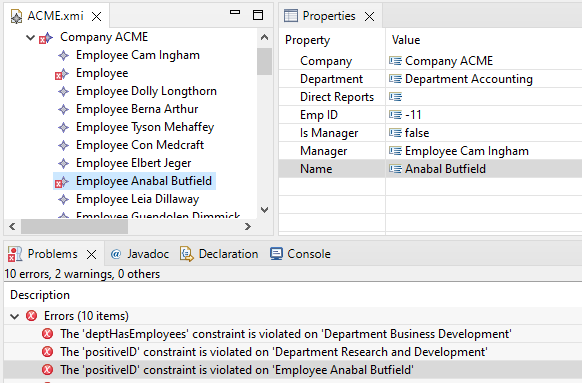 ACME.xmi
Company ACME
Employee Cam Ingham
Employee
Employee Dolly Longthorn
Employee Berna Arthur
Employee Tyson Mehaffey
Employee Con Medcraft
Employee Elbert Jeger
Employee Anabal Butfield
Employee Leia Dillaway
Employee Guendolen Dimmick
Properties
Property Value
Company Company ACME
Department Department Accounting
Direct Reports
Emp ID -11
Is Manager false
Manager Employee Cam Ingham
Name Anabal Butfield
Problems @ Javadoc Declaration Console
10 errors, 2 warnings, 0 others
Description
Errors (10 items)
The 'deptHasEmployees' constraint is violated on 'Department Business Development'
The 'positiveID' constraint is violated on 'Department Research and Development'
The 'positiveID' constraint is violated on 'Employee Anabal Butfield'